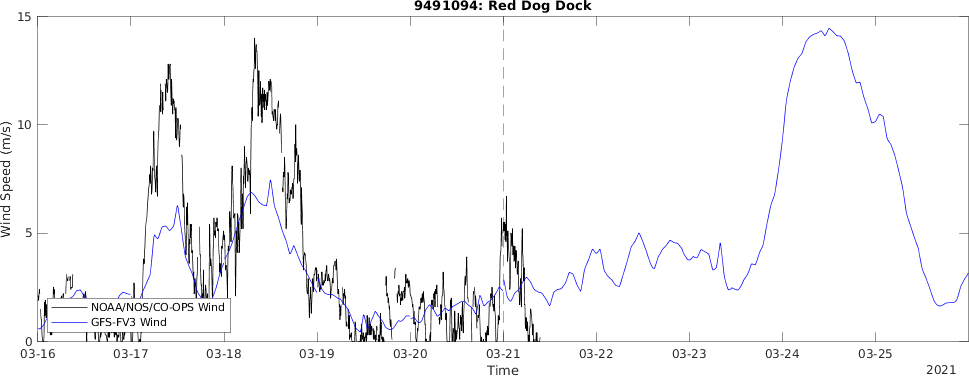 9491094: Red Dog Dock
15
10
5
0
Wind Speed (m/s)
NOAA/NOS/CO-OPS Wind
GFS-FV3 Wind
03-16 03-17 03-18 03-19 03-20 03-21 03-22 03-23 03-24 03-25
Time
2021